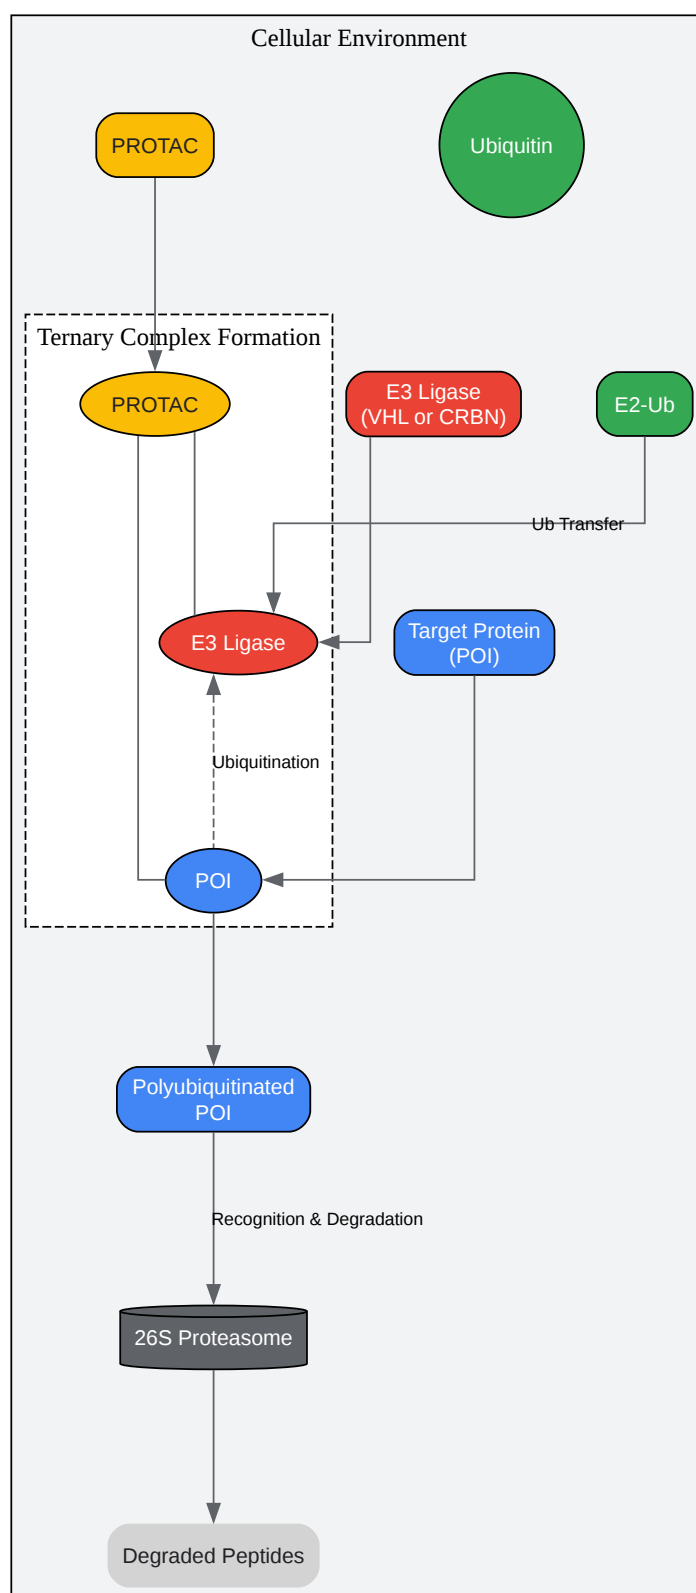 Cellular Environment
PROTAC
Ubiquitin
Ternary Complex Formation
PROTAC
E3 Ligase
(VHL or CRBN)
E2-Ub
Ub Transfer
E3 Ligase
Target Protein
(POI)
Ubiquitination
POI
Polyubiquitinated
POI
Recognition & Degradation
26S Proteasome
Degraded Peptides